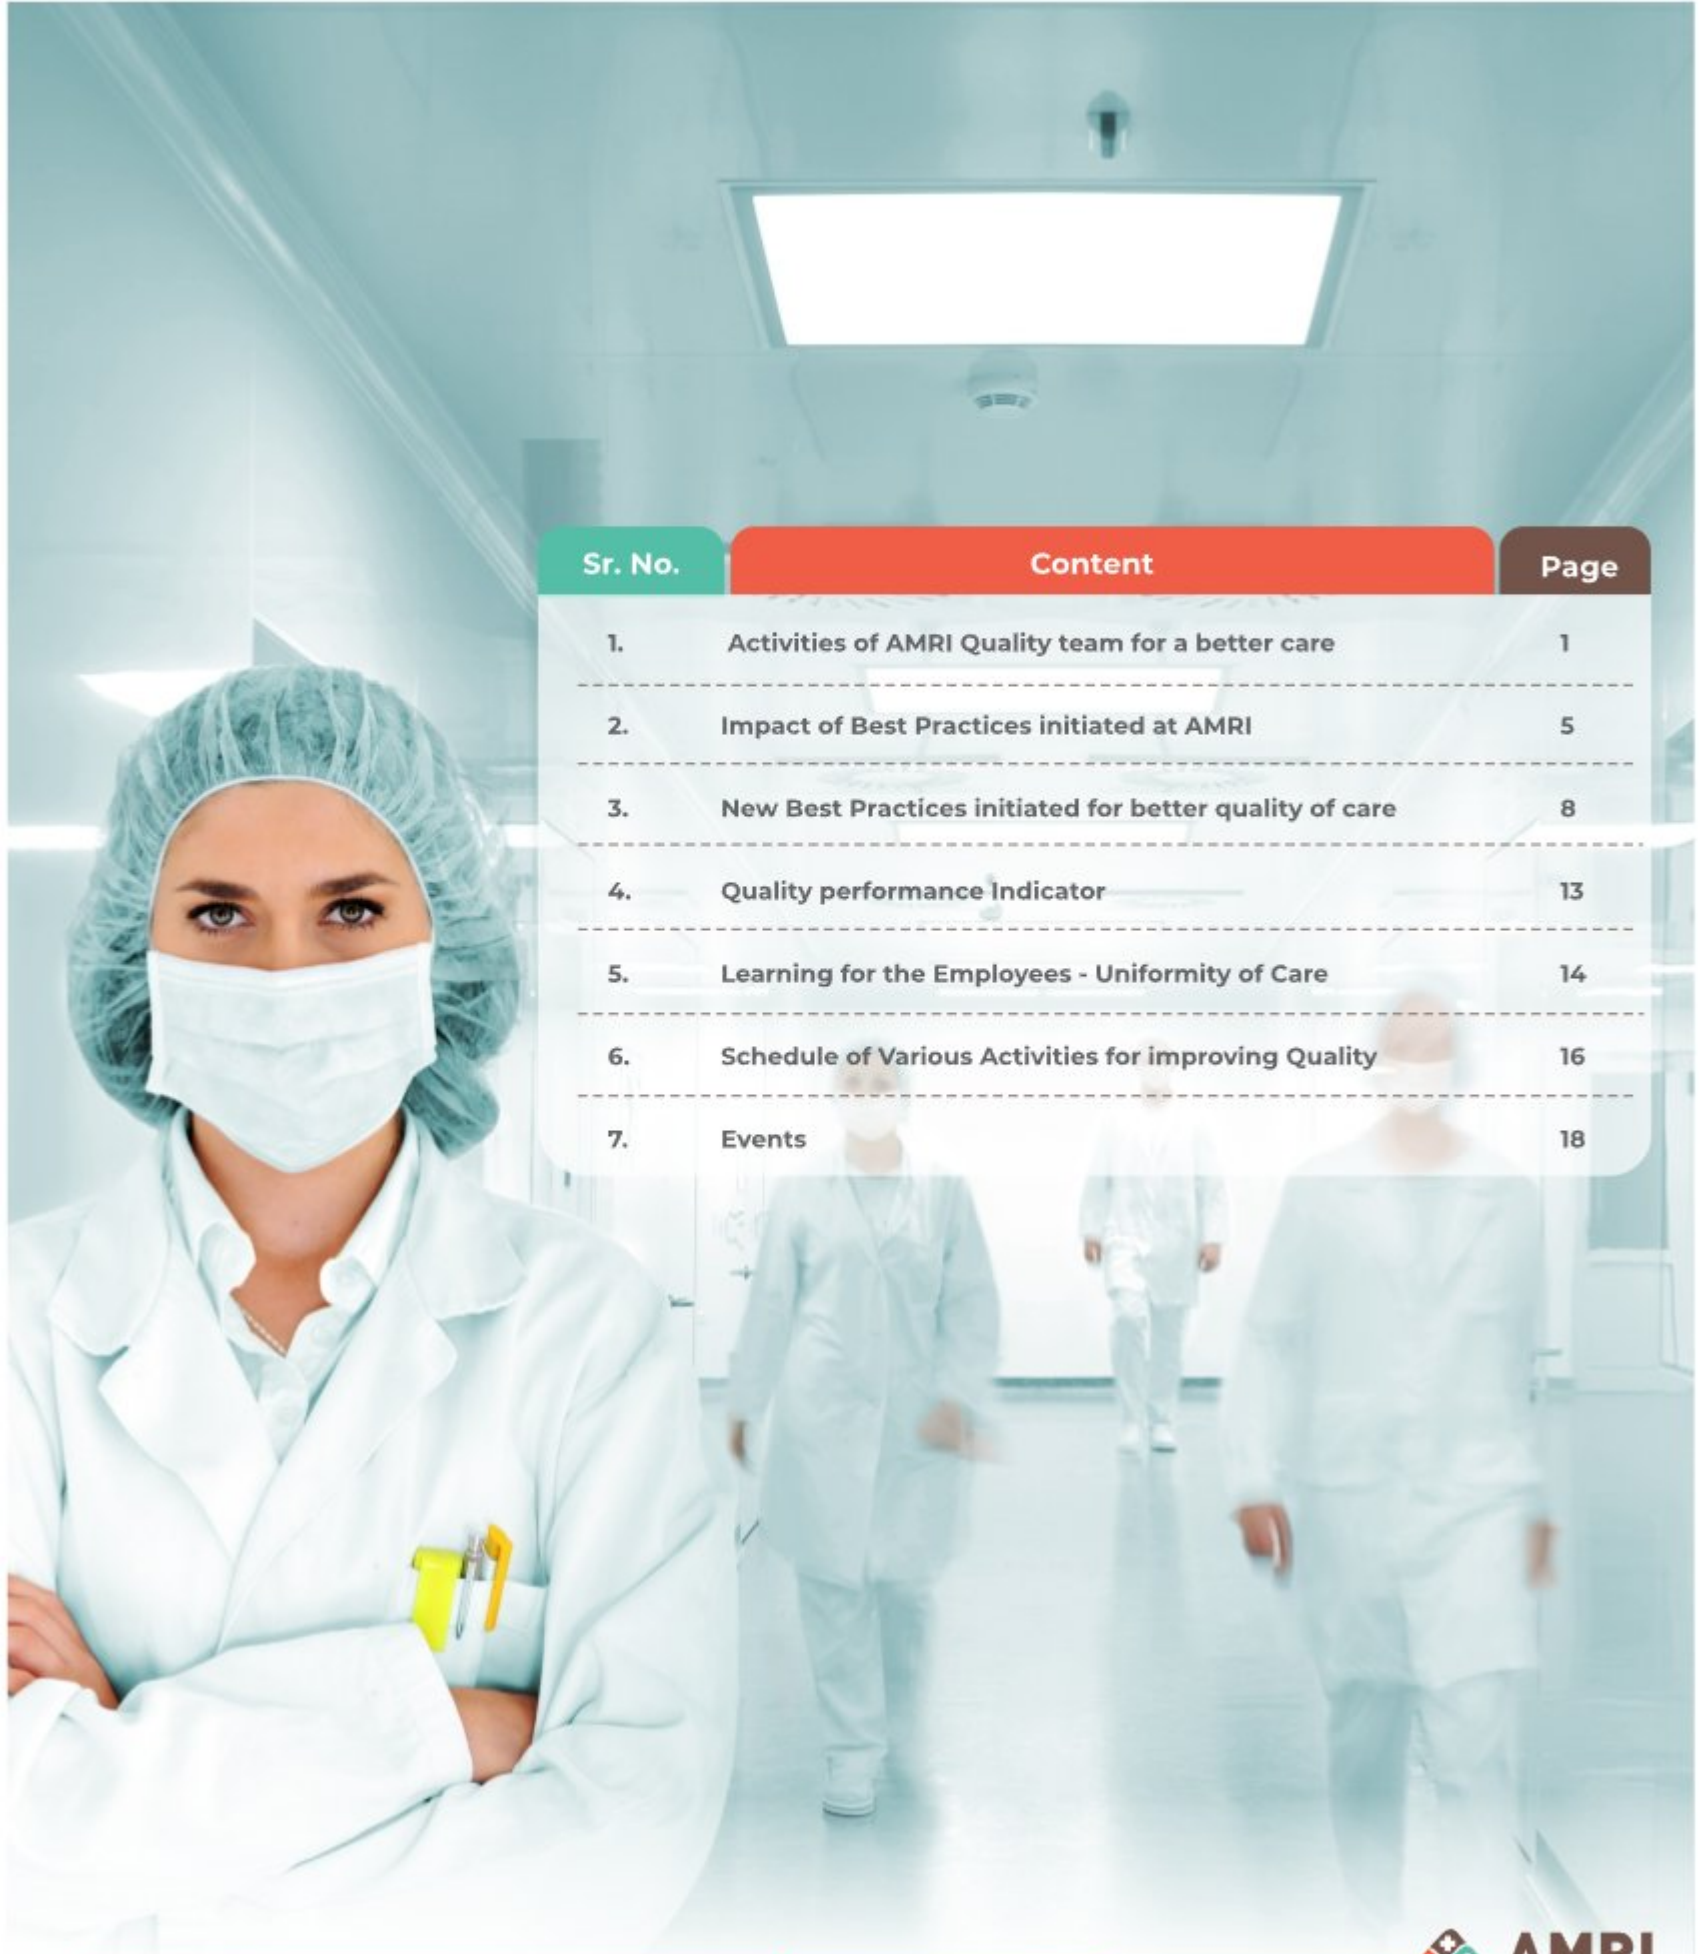 Sr. No. Content Page
1. Activities of AMRI Quality team for a better care 1
2. Impact of Best Practices initiated at AMRI 5
3. New Best Practices initiated for better quality of care 8
4. Quality performance Indicator 13
5. Learning for the Employees - Uniformity of Care 14
6. Schedule of Various Activities for improving Quality 16
7. Events 18
AMRI